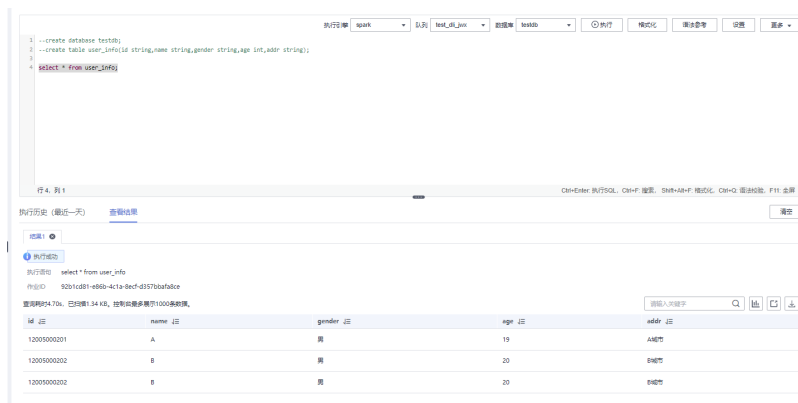 执行引擎 spark 队列 test_dli_jwx 数据库 testdb 执行 格式化 语法参考 设置 更多
1 --create database testdb;
2 --create table user_info(id string,name string,gender string,age int,addr string);
3
4 select * from user_info;
行 4，列 1 Ctrl+Enter: 执行SQL，Ctrl+F: 搜索， Shift+Alt+F: 格式化，Ctrl+Q: 语法校验，F11: 全屏
执行历史（最近一天） 查看结果 清空
结果1
执行成功
执行语句 select * from user_info
作业ID 92b1cd81-e86b-4c1a-8ecf-d357bbafa8ce
查询耗时4.70s，已扫描1.34 KB。控制台最多展示1000条数据。 请输入关键字
id name gender age addr
12005000201 A 男 19 A城市
12005000202 B 男 20 B城市
12005000202 B 男 20 B城市